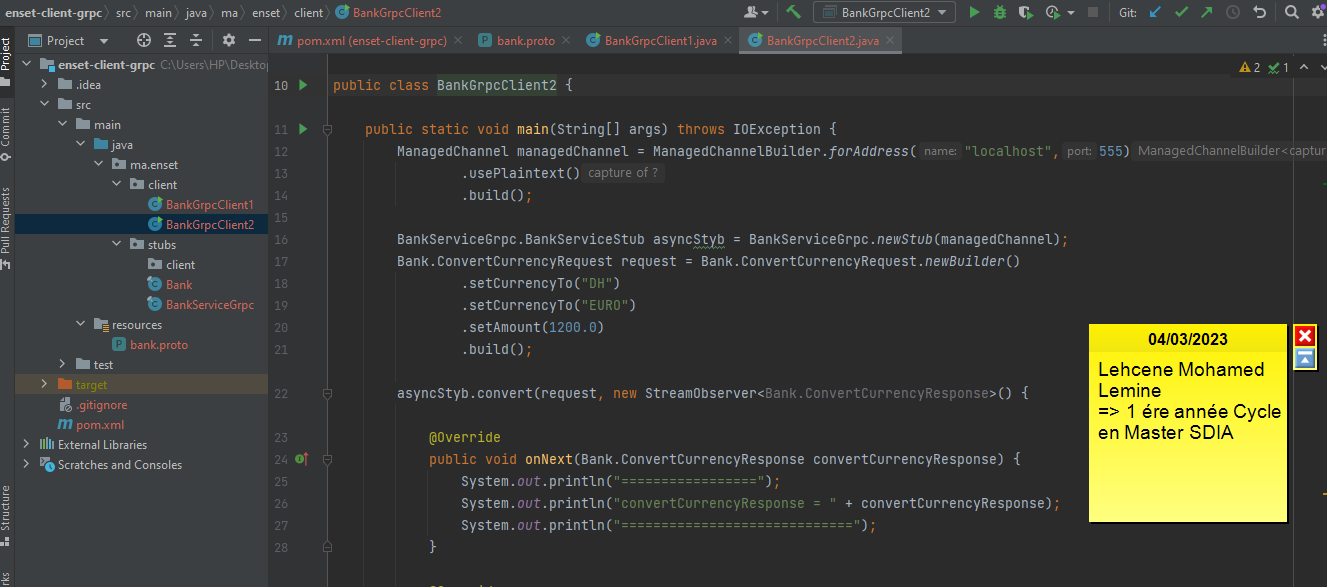 enset-client-grpc > src > main > java > ma > enset > client > BankGrpcClient2
BankGrpcClient2
Git:
Project
pom.xml (enset-client-grpc)
bank.proto
BankGrpcClient1.java
BankGrpcClient2.java
Project
Commit
Pull Requests
Structure
enset-client-grpc C:\Users\HP\Deskto
.idea
src
main
java
ma.enset
client
BankGrpcClient1
BankGrpcClient2
stubs
client
Bank
BankServiceGrpc
resources
bank.proto
test
target
.gitignore
pom.xml
External Libraries
Scratches and Consoles
2 1
10 public class BankGrpcClient2 {
11 public static void main(String[] args) throws IOException {
12 ManagedChannel managedChannel = ManagedChannelBuilder.forAddress( name: "localhost", port: 555) ManagedChannelBuilder<captur
13 .usePlaintext() capture of ?
14 .build();
15
16 BankServiceGrpc.BankServiceStub asyncStyb = BankServiceGrpc.newStub(managedChannel);
17 Bank.ConvertCurrencyRequest request = Bank.ConvertCurrencyRequest.newBuilder()
18 .setCurrencyTo("DH")
19 .setCurrencyTo("EURO")
20 .setAmount(1200.0)
21 .build();
22 asyncStyb.convert(request, new StreamObserver<Bank.ConvertCurrencyResponse>() {
23 @Override
24 public void onNext(Bank.ConvertCurrencyResponse convertCurrencyResponse) {
25 System.out.println("=================");
26 System.out.println("convertCurrencyResponse = " + convertCurrencyResponse);
27 System.out.println("=============================");
28 }
04/03/2023
Lehcene Mohamed
Lemine
=> 1 ére année Cycle
en Master SDIA